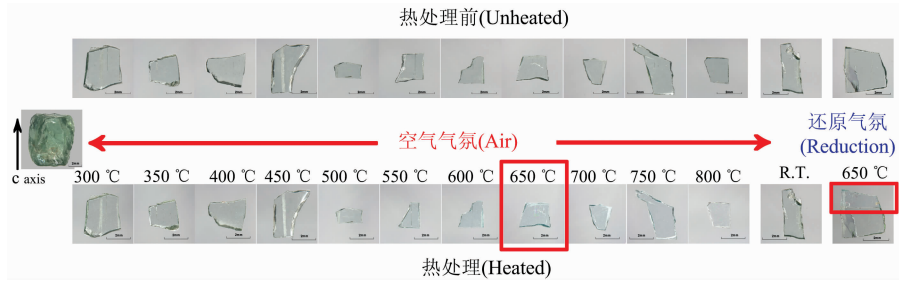 热处理前(Unheated)
空气气氛(Air)
还原气氛
(Reduction)
c axis
300 ℃ 350 ℃ 400 ℃ 450 ℃ 500 ℃ 550 ℃ 600 ℃ 650 ℃ 700 ℃ 750 ℃ 800 ℃ R.T. 650 ℃
热处理(Heated)